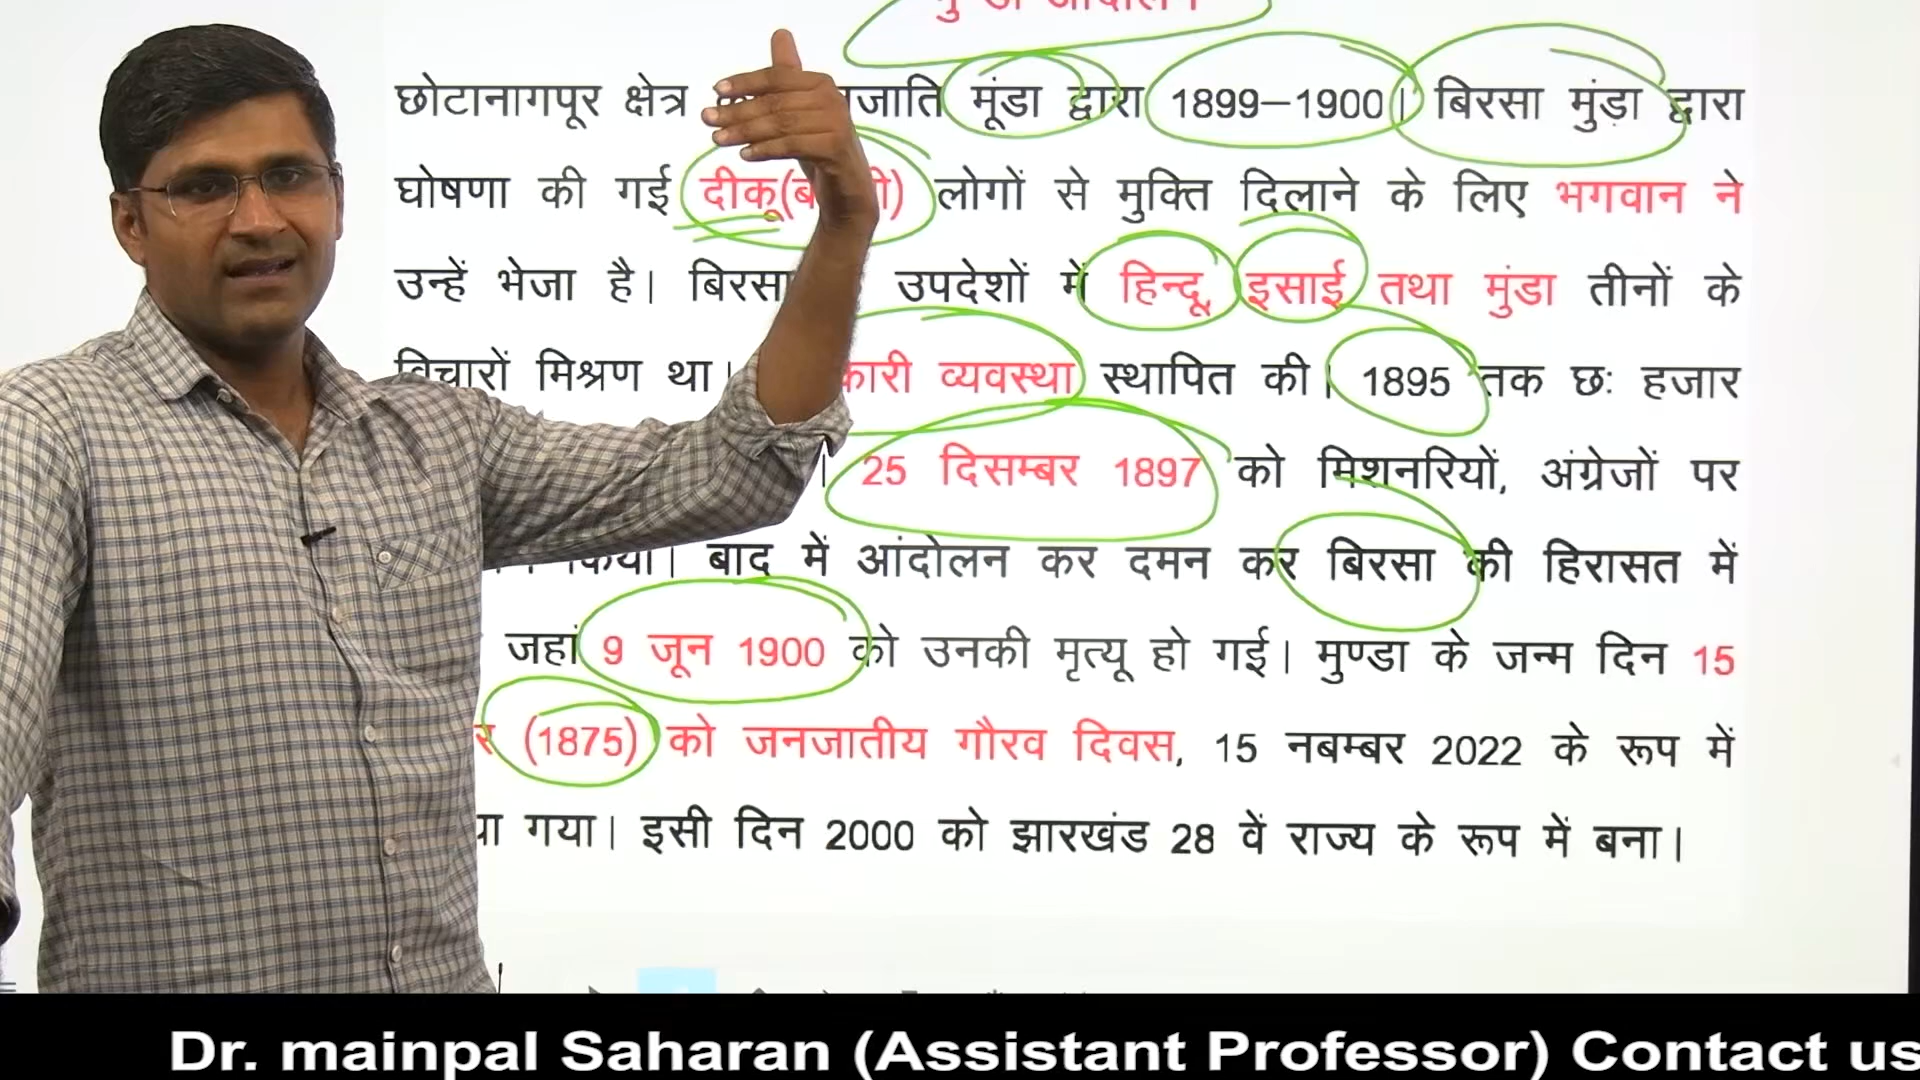 छोटानागपूर क्षेत्र मूंडा द्वारा 1899–1900। बिरसा मुंड़ा द्वारा
घोषणा की गई दीकू( लोगों से मुक्ति दिलाने के लिए भगवान ने
उन्हें भेजा है। बिरसा उपदेशों में हिन्दू, इसाई तथा मुंडा तीनों के
विचारों मिश्रण था। व्यवस्था स्थापित की। 1895 तक छः हजार
। 25 दिसम्बर 1897 को मिशनरियों, अंग्रेजों पर
बाद में आंदोलन कर दमन कर बिरसा की हिरासत में
जहां 9 जून 1900 को उनकी मृत्यू हो गई। मुण्डा के जन्म दिन 15
(1875) को जनजातीय गौरव दिवस, 15 नबम्बर 2022 के रूप में
गया। इसी दिन 2000 को झारखंड 28 वें राज्य के रूप में बना।
Dr. mainpal Saharan (Assistant Professor) Contact us